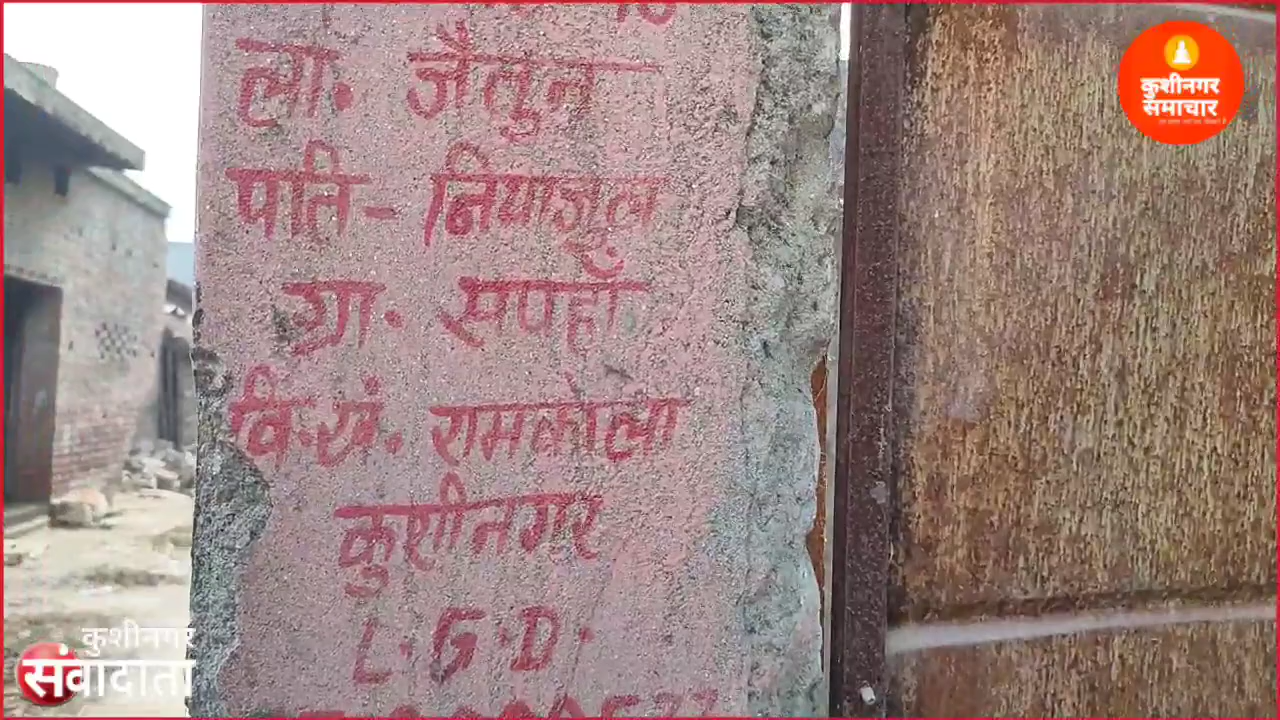 ला. जैतुन
पति- नियाजुल
ग्रा. सपहाँ
वि.खं. रामकोला
कुशीनगर
L.G.D.
कुशीनगर
समाचार
कुशीनगर
संवादाता